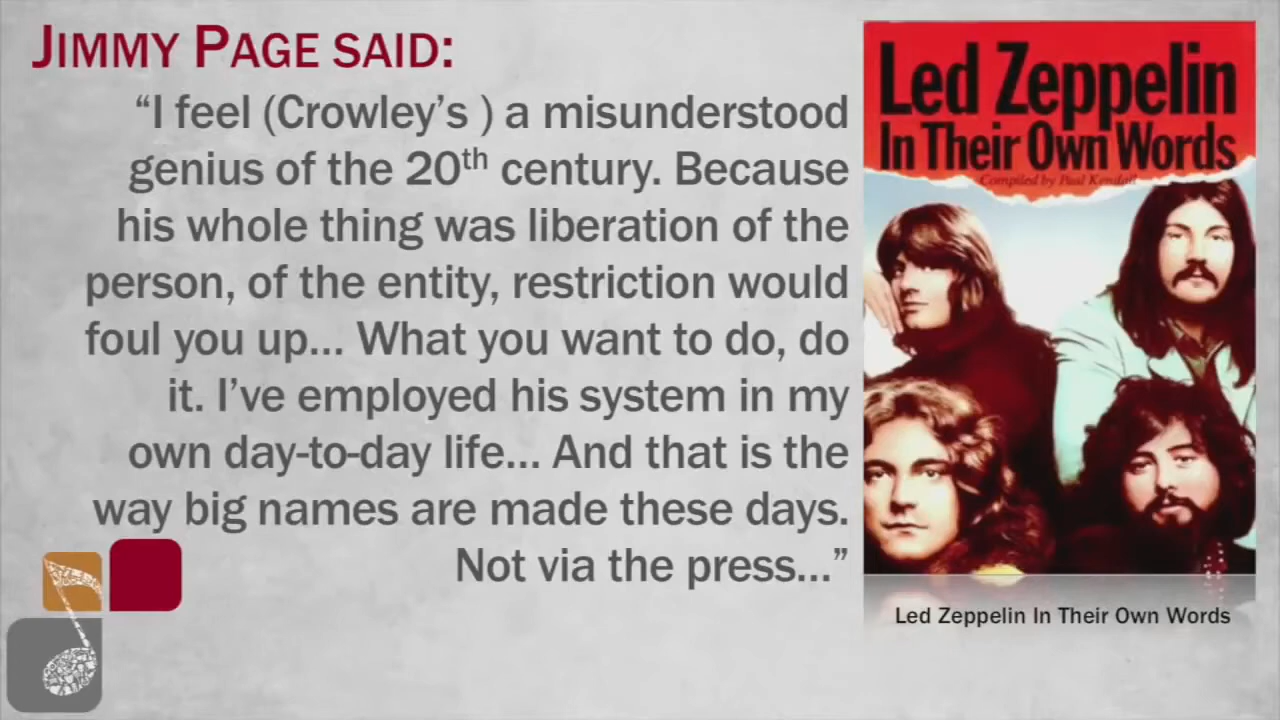 JIMMY PAGE SAID:
“I feel (Crowley’s ) a misunderstood
genius of the 20th century. Because
his whole thing was liberation of the
person, of the entity, restriction would
foul you up... What you want to do, do
it. I’ve employed his system in my
own day-to-day life... And that is the
way big names are made these days.
Not via the press...”
Led Zeppelin
In Their Own Words
Compiled by Paul Kendall
Led Zeppelin In Their Own Words